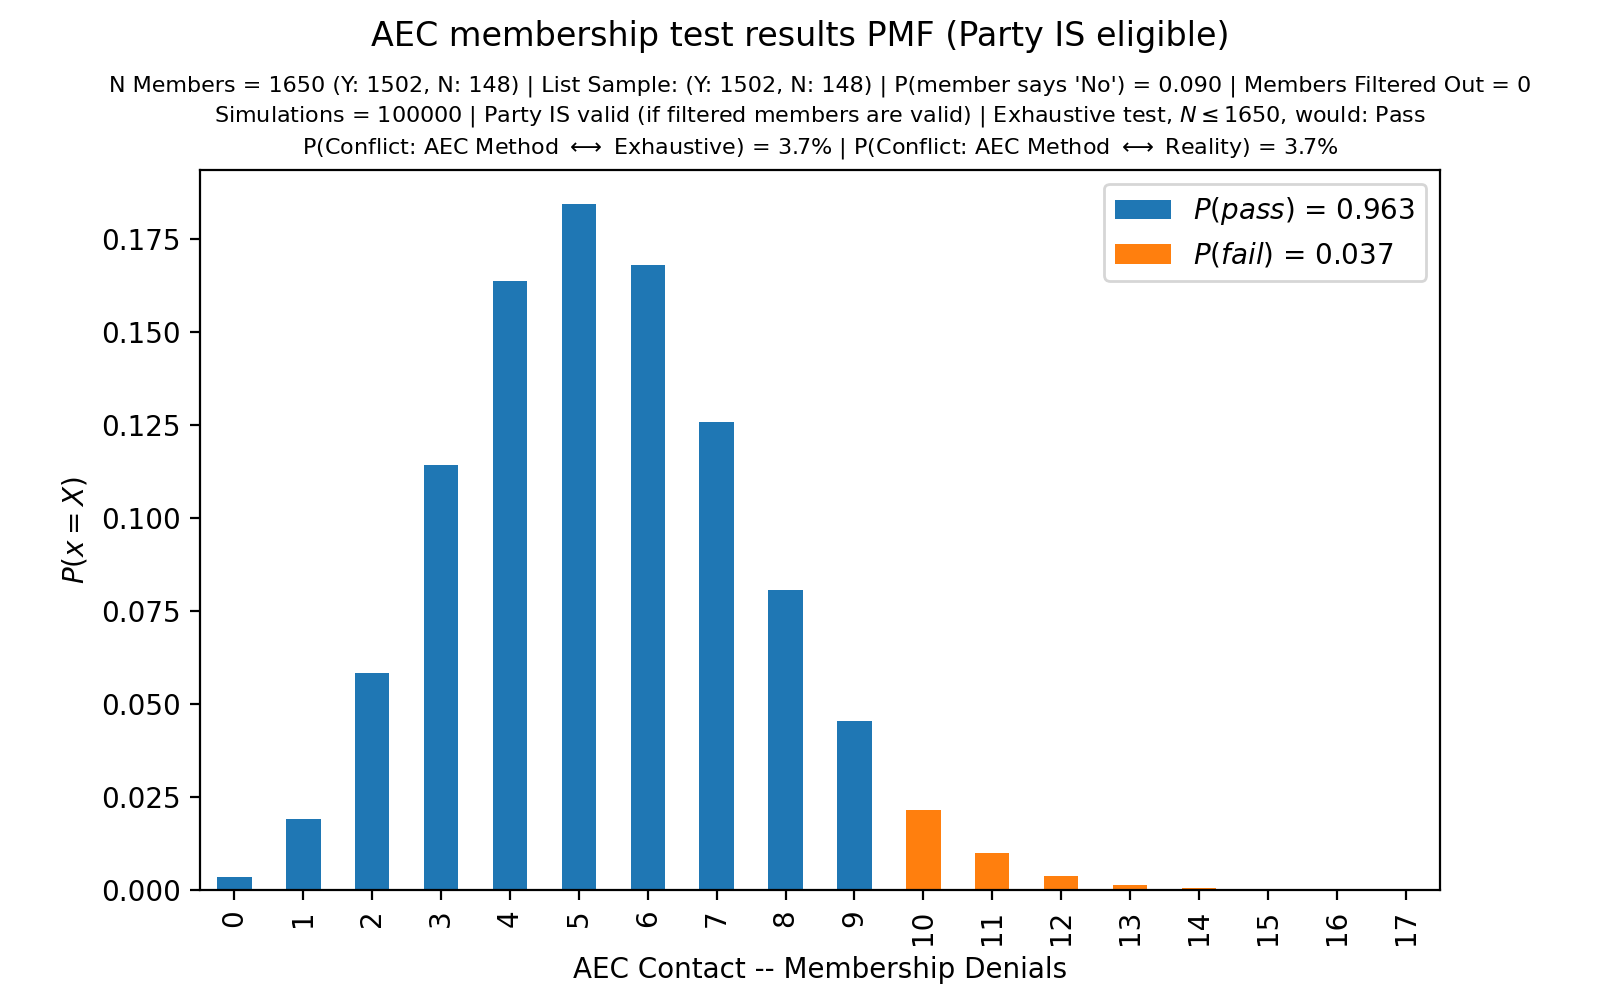 AEC membership test results PMF (Party IS eligible)
N Members = 1650 (Y: 1502, N: 148) | List Sample: (Y: 1502, N: 148) | P(member says 'No') = 0.090 | Members Filtered Out = 0
Simulations = 100000 | Party IS valid (if filtered members are valid) | Exhaustive test, N ≤ 1650, would: Pass
P(Conflict: AEC Method ⟷ Exhaustive) = 3.7% | P(Conflict: AEC Method ⟷ Reality) = 3.7%
P(pass) = 0.963
P(fail) = 0.037
0.175
0.150
0.125
0.100
0.075
0.050
0.025
0.000
P(x = X)
0 1 2 3 4 5 6 7 8 9 10 11 12 13 14 15 16 17
AEC Contact -- Membership Denials